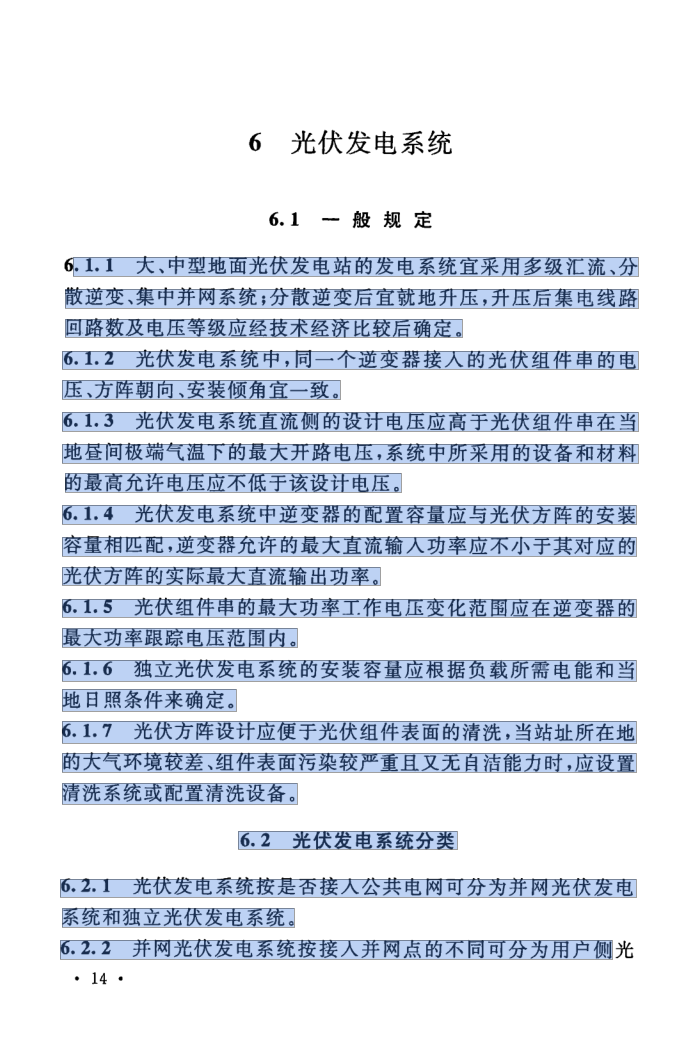 6 光伏发电系统
6.1 一般规定
6.1.1 大、中型地面光伏发电站的发电系统宜采用多级汇流、分
散逆变、集中并网系统;分散逆变后宜就地升压,升压后集电线路
回路数及电压等级应经技术经济比较后确定。
6.1.2 光伏发电系统中,同一个逆变器接入的光伏组件串的电
压、方阵朝向、安装倾角宜一致。
6.1.3 光伏发电系统直流侧的设计电压应高于光伏组件串在当
地昼间极端气温下的最大开路电压,系统中所采用的设备和材料
的最高允许电压应不低于该设计电压。
6.1.4 光伏发电系统中逆变器的配置容量应与光伏方阵的安装
容量相匹配,逆变器允许的最大直流输入功率应不小于其对应的
光伏方阵的实际最大直流输出功率。
6.1.5 光伏组件串的最大功率工作电压变化范围应在逆变器的
最大功率跟踪电压范围内。
6.1.6 独立光伏发电系统的安装容量应根据负载所需电能和当
地日照条件来确定。
6.1.7 光伏方阵设计应便于光伏组件表面的清洗,当站址所在地
的大气环境较差、组件表面污染较严重且又无自洁能力时,应设置
清洗系统或配置清洗设备。
6.2 光伏发电系统分类
6.2.1 光伏发电系统按是否接入公共电网可分为并网光伏发电
系统和独立光伏发电系统。
6.2.2 并网光伏发电系统按接入并网点的不同可分为用户侧光
· 14 ·